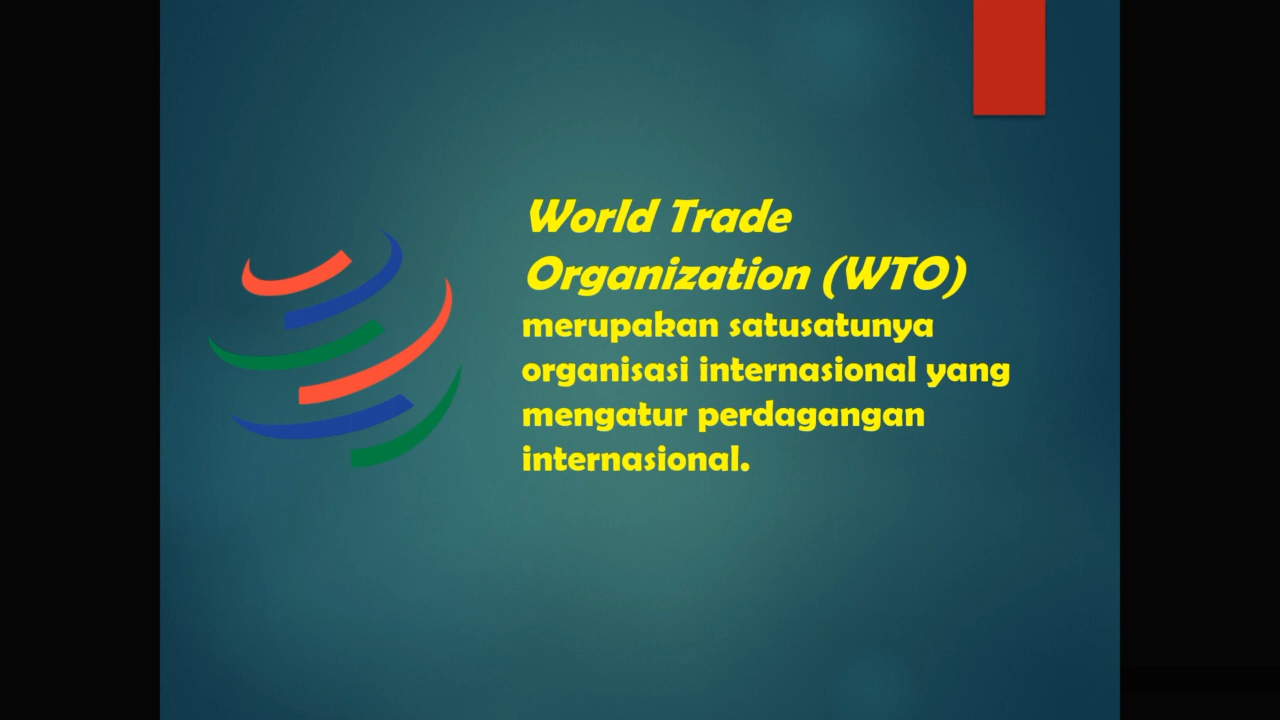 World Trade
Organization (WTO)
merupakan satusatunya
organisasi internasional yang
mengatur perdagangan
internasional.